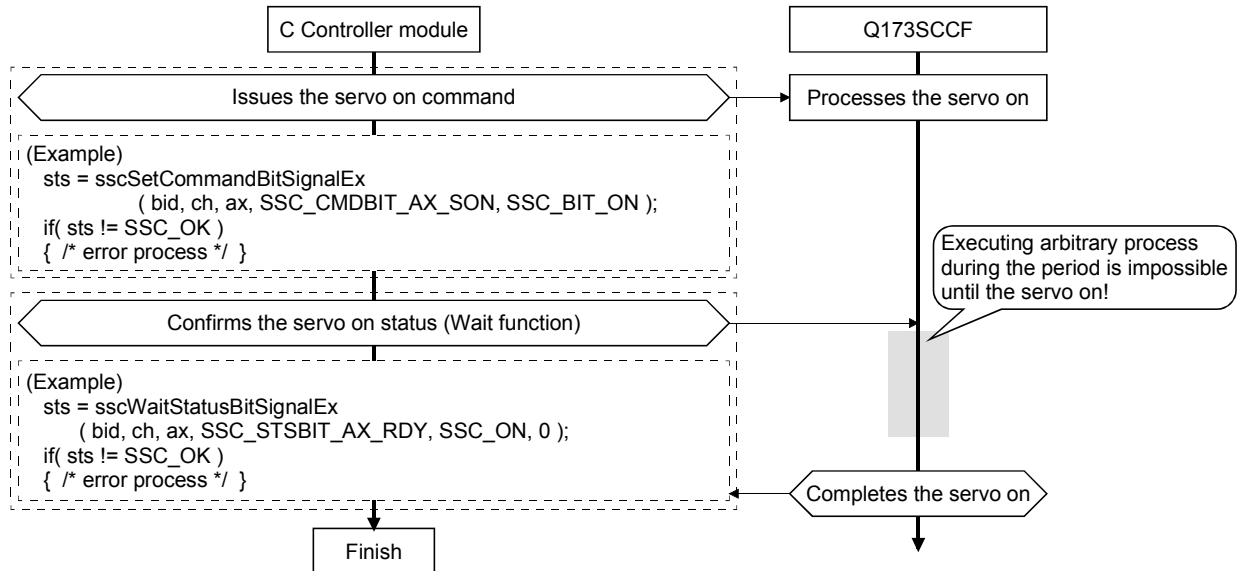 C Controller module
Q173SCCF
Issues the servo on command
Processes the servo on
(Example)
sts = sscSetCommandBitSignalEx
( bid, ch, ax, SSC_CMDBIT_AX_SON, SSC_BIT_ON );
if( sts != SSC_OK )
{ /* error process */ }
Executing arbitrary process
during the period is impossible
until the servo on!
Confirms the servo on status (Wait function)
(Example)
sts = sscWaitStatusBitSignalEx
( bid, ch, ax, SSC_STSBIT_AX_RDY, SSC_ON, 0 );
if( sts != SSC_OK )
{ /* error process */ }
Completes the servo on
Finish